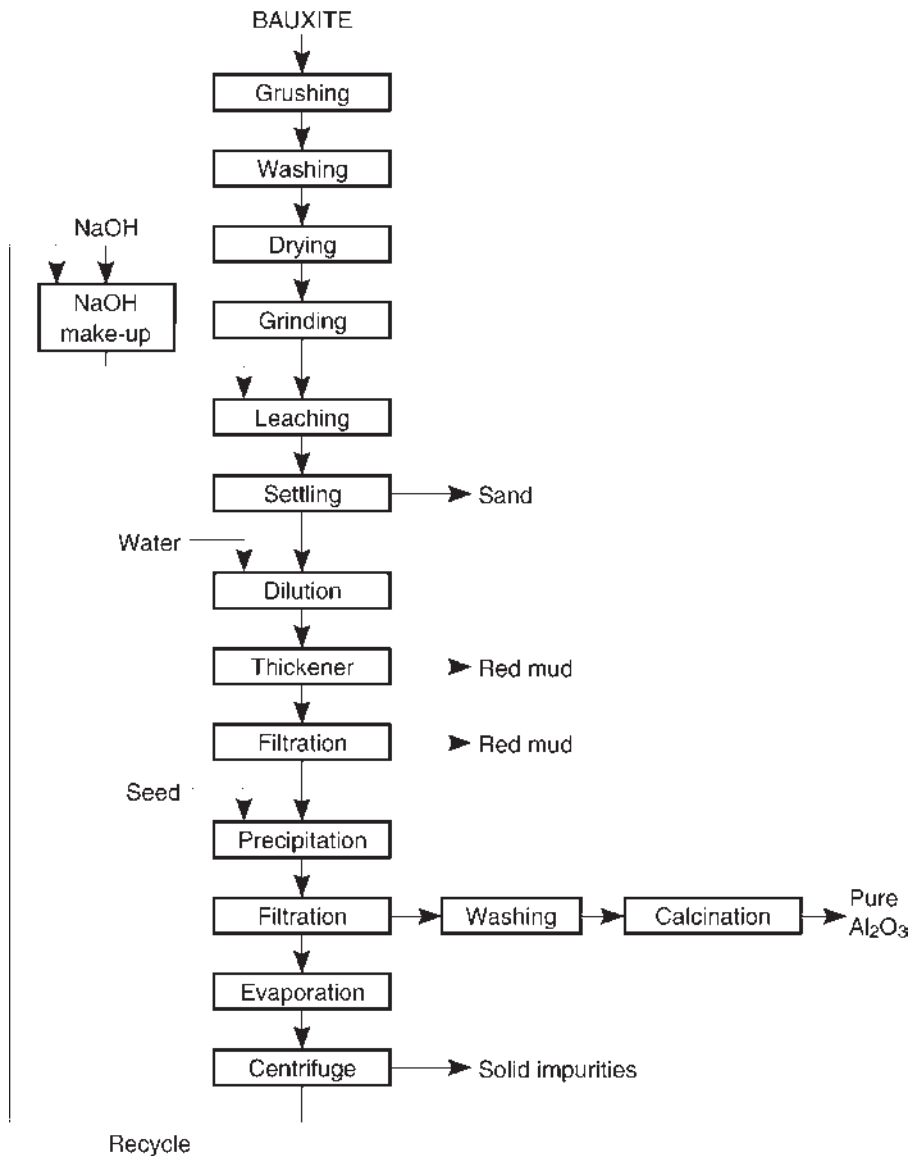 BAUXITE
Grushing
Washing
NaOH
Drying
NaOH
make-up
Grinding
Leaching
Settling
Sand
Water
Dilution
Thickener
Red mud
Filtration
Red mud
Seed
Precipitation
Filtration
Washing
Calcination
Pure
Al₂O₃
Evaporation
Centrifuge
Solid impurities
Recycle